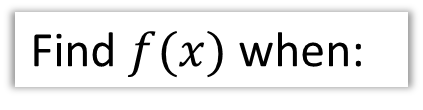 Find 𝑓(𝑥) when: